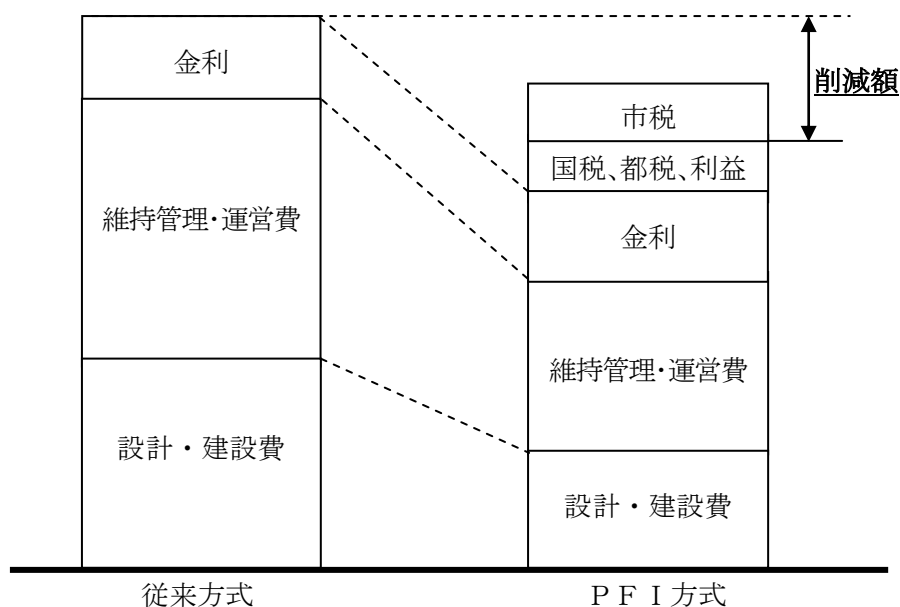 金利
維持管理・運営費
設計・建設費
従来方式
削減額
市税
国税、都税、利益
金利
維持管理・運営費
設計・建設費
ＰＦＩ方式